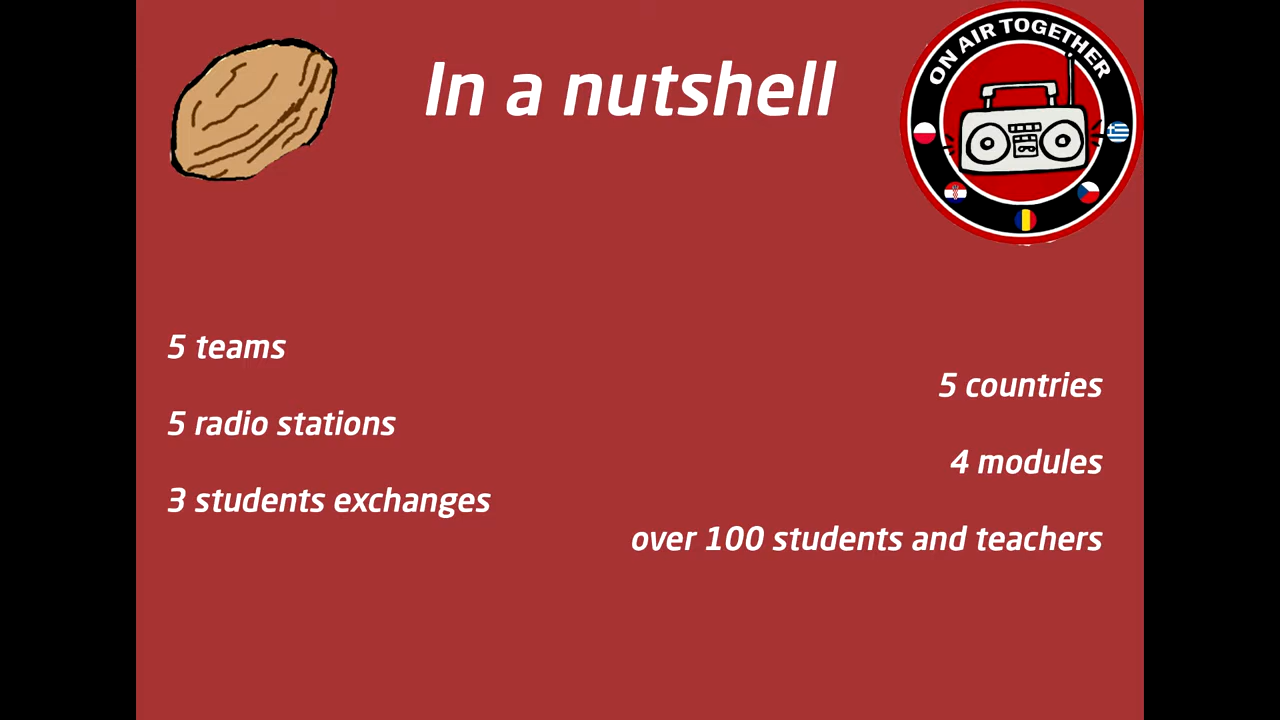 In a nutshell
ON AIR TOGETHER
5 teams
5 countries
5 radio stations
4 modules
3 students exchanges
over 100 students and teachers